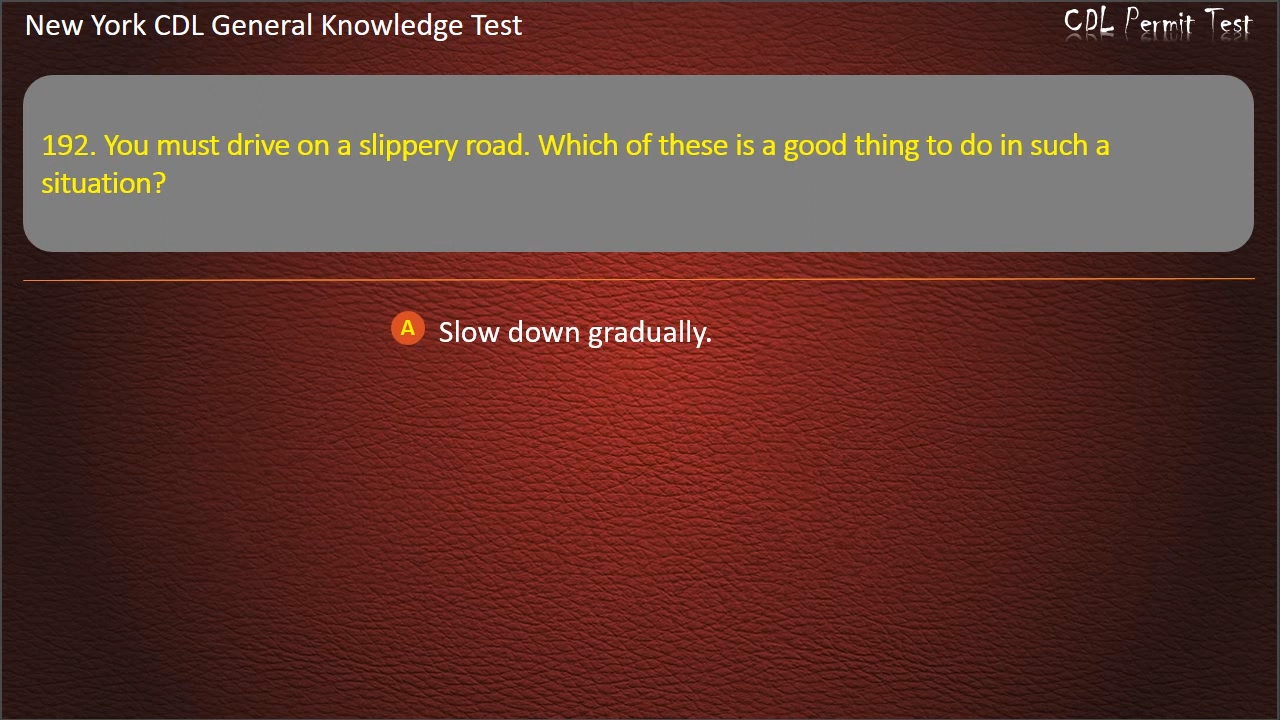 New York CDL General Knowledge Test
CDL Permit Test
192. You must drive on a slippery road. Which of these is a good thing to do in such a
situation?
A Slow down gradually.